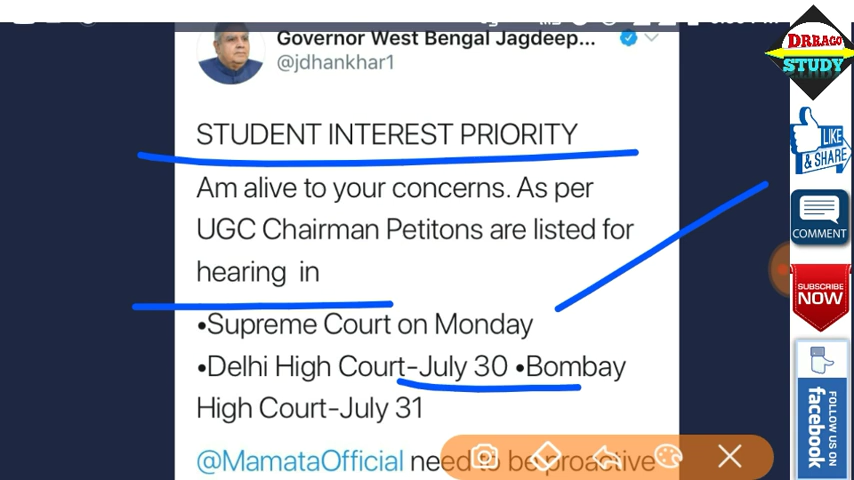 Governor West Bengal Jagdeep...
@jdhankhar1
STUDENT INTEREST PRIORITY
Am alive to your concerns. As per
UGC Chairman Petitons are listed for
hearing in
•Supreme Court on Monday
•Delhi High Court-July 30 •Bombay
High Court-July 31
@MamataOfficial need to be proactive
DRRAGO
STUDY
LIKE
& SHARE
COMMENT
SUBSCRIBE
NOW
FOLLOW US ON
facebook